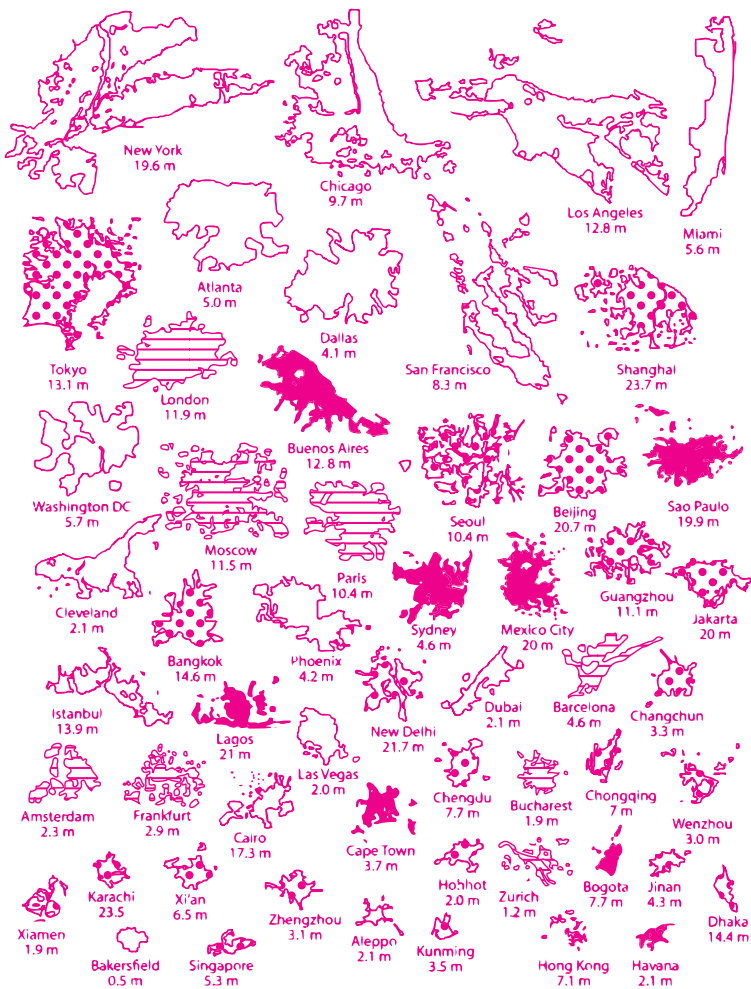 New York
19.6 m
Chicago
9.7 m
Los Angeles
12.8 m
Miami
5.6 m
Atlanta
5.0 m
Dallas
4.1 m
Tokyo
13.1 m
London
11.9 m
San Francisco
8.3 m
Shanghai
23.7 m
Buenos Aires
12.8 m
Washington DC
5.7 m
Moscow
11.5 m
Paris
10.4 m
Seoul
10.4 m
Beijing
20.7 m
Sao Paulo
19.9 m
Cleveland
2.1 m
Bangkok
14.6 m
Phoenix
4.2 m
Sydney
4.6 m
Mexico City
20 m
Guangzhou
11.1 m
Jakarta
20 m
Istanbul
13.9 m
Lagos
21 m
Las Vegas
2.0 m
New Delhi
21.7 m
Dubai
2.1 m
Barcelona
4.6 m
Changchun
3.3 m
Amsterdam
2.3 m
Frankfurt
2.9 m
Cairo
17.3 m
Cape Town
3.7 m
Chengdu
7.7 m
Bucharest
1.9 m
Chongqing
7 m
Wenzhou
3.0 m
Xiamen
1.9 m
Karachi
23.5
Xi'an
6.5 m
Zhengzhou
3.1 m
Aleppo
2.1 m
Hohhot
2.0 m
Zurich
1.2 m
Bogota
7.7 m
Jinan
4.3 m
Dhaka
14.4 m
Bakersfield
0.5 m
Singapore
5.3 m
Kunming
3.5 m
Hong Kong
7.1 m
Havana
2.1 m